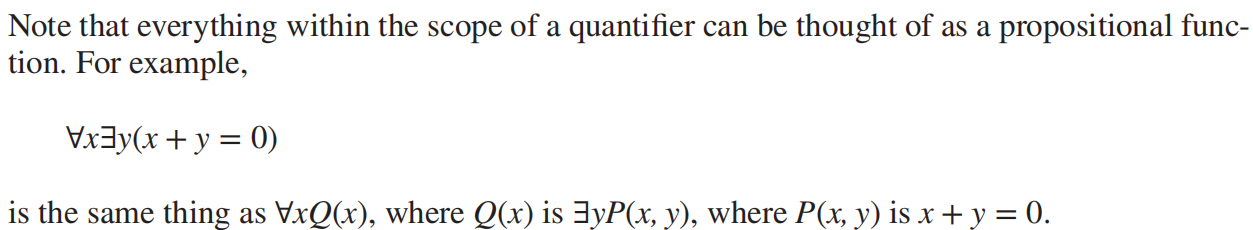 Note that everything within the scope of a quantifier can be thought of as a propositional func-
tion. For example,
∀x∃y(x + y = 0)
is the same thing as ∀xQ(x), where Q(x) is ∃yP(x, y), where P(x, y) is x + y = 0.